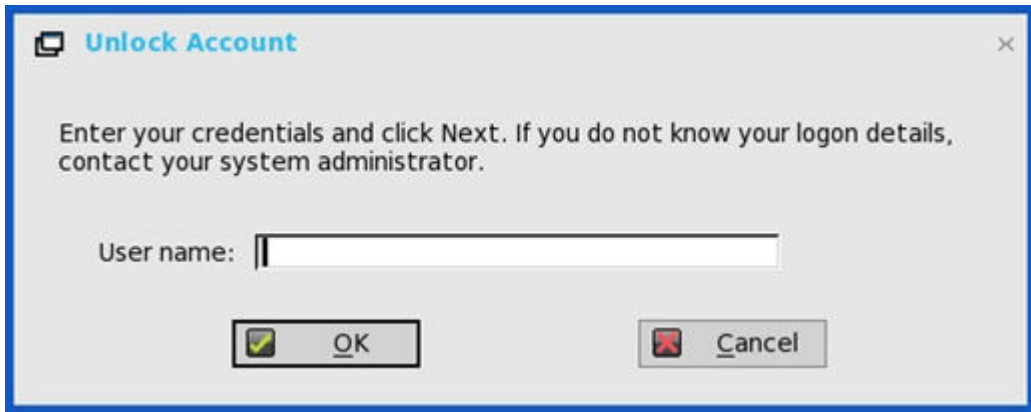 Unlock Account
Enter your credentials and click Next. If you do not know your logon details,
contact your system administrator.
User name:
OK
Cancel